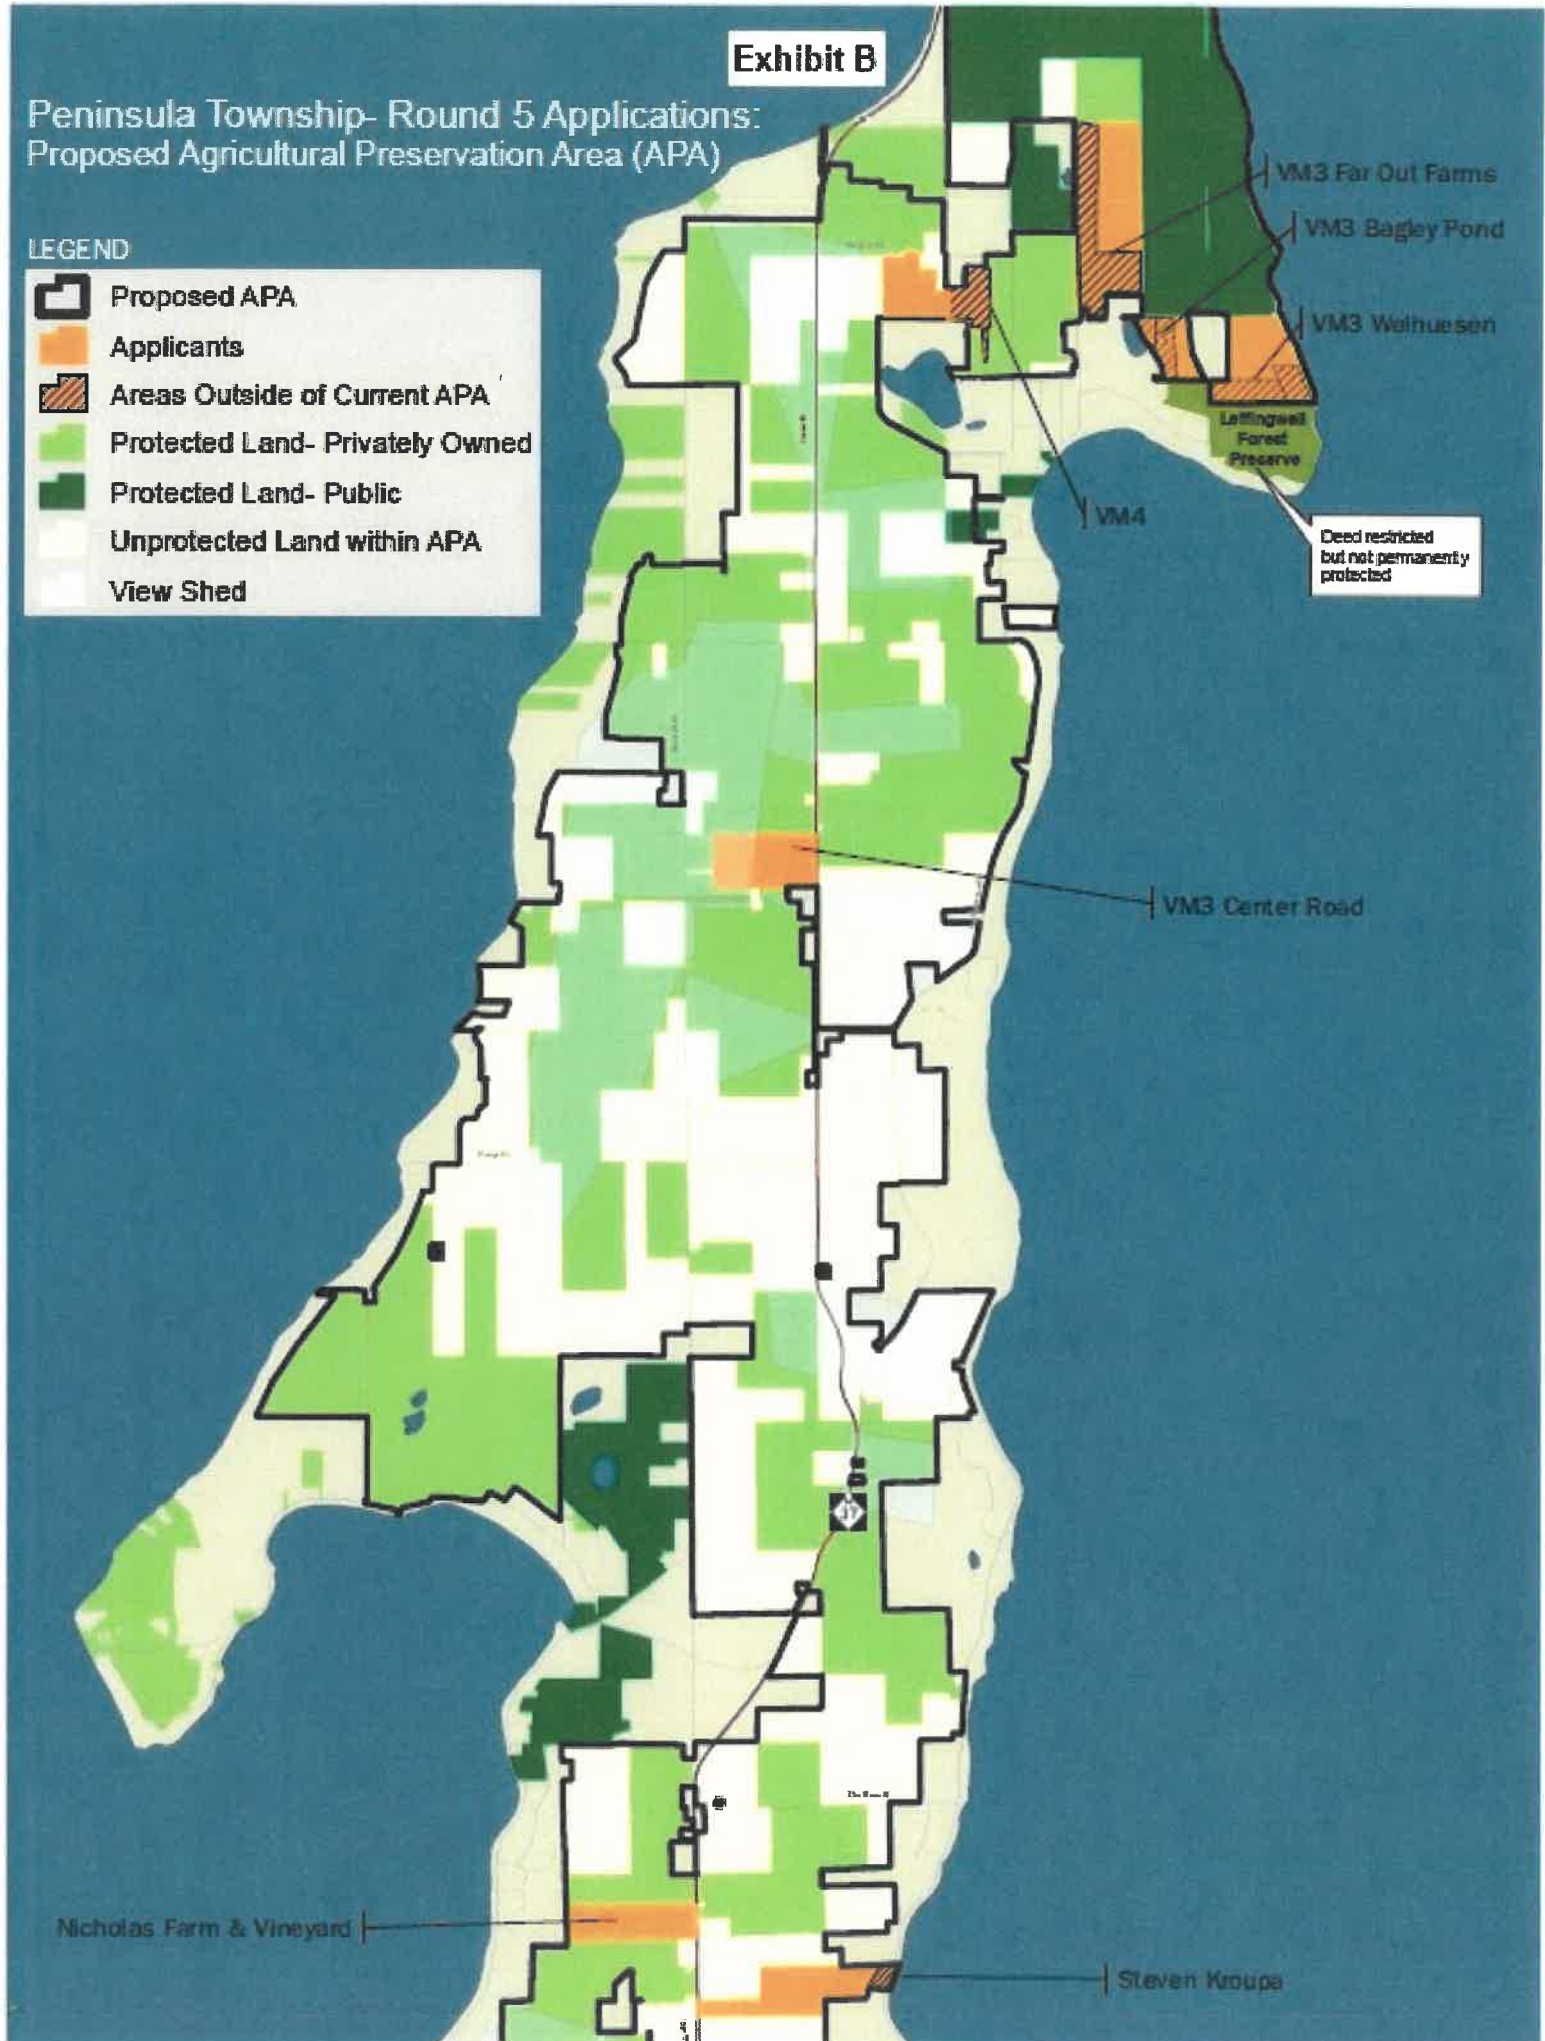 Exhibit B
Peninsula Township- Round 5 Applications:
Proposed Agricultural Preservation Area (APA)
LEGEND
Proposed APA
Applicants
Areas Outside of Current APA
Protected Land- Privately Owned
Protected Land- Public
Unprotected Land within APA
View Shed
VM3 Far Out Farms
VM3 Bagley Pond
VM3 Welhuesen
Leffingwell
Forest
Preserve
VM4
Deed restricted
but not permanently
protected
VM3 Center Road
37
Nicholas Farm & Vineyard
Steven Kroupa